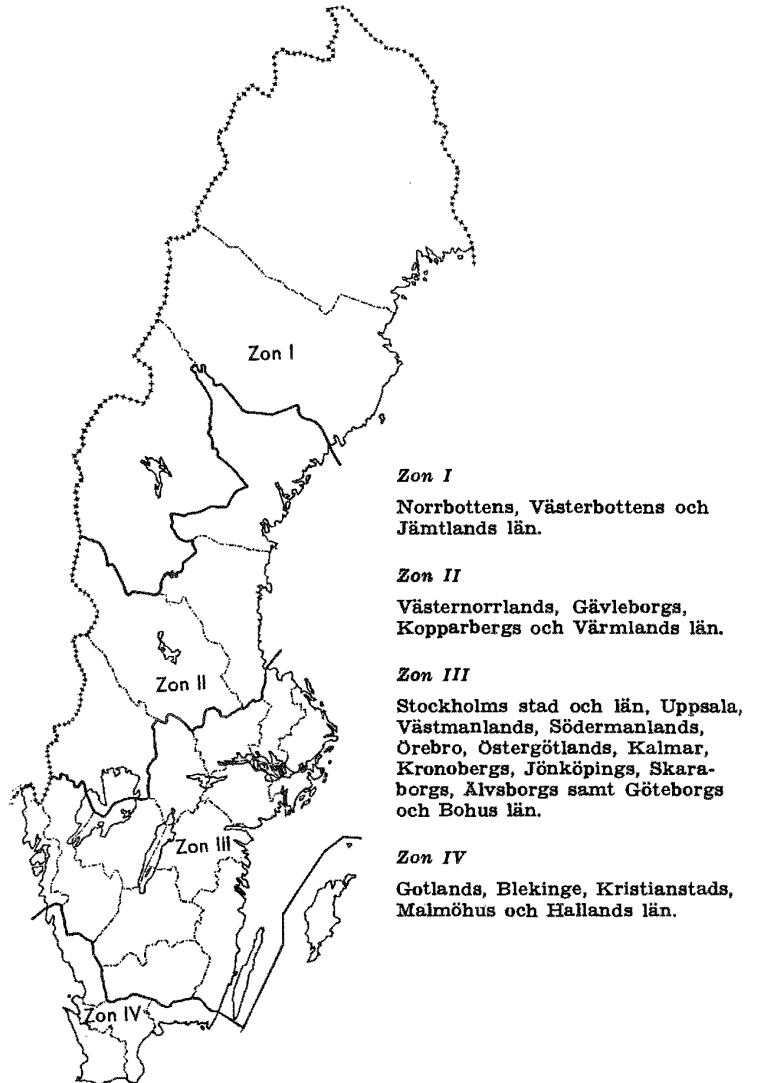 Zon I
Zon II
Zon III
Zon IV
Zon I
Norrbottens, Västerbottens och
Jämtlands län.
Zon II
Västernorrlands, Gävleborgs,
Kopparbergs och Värmlands län.
Zon III
Stockholms stad och län, Uppsala,
Västmanlands, Södermanlands,
Örebro, Östergötlands, Kalmar,
Kronobergs, Jönköpings, Skara-
borgs, Älvsborgs samt Göteborgs
och Bohus län.
Zon IV
Gotlands, Blekinge, Kristianstads,
Malmöhus och Hallands län.